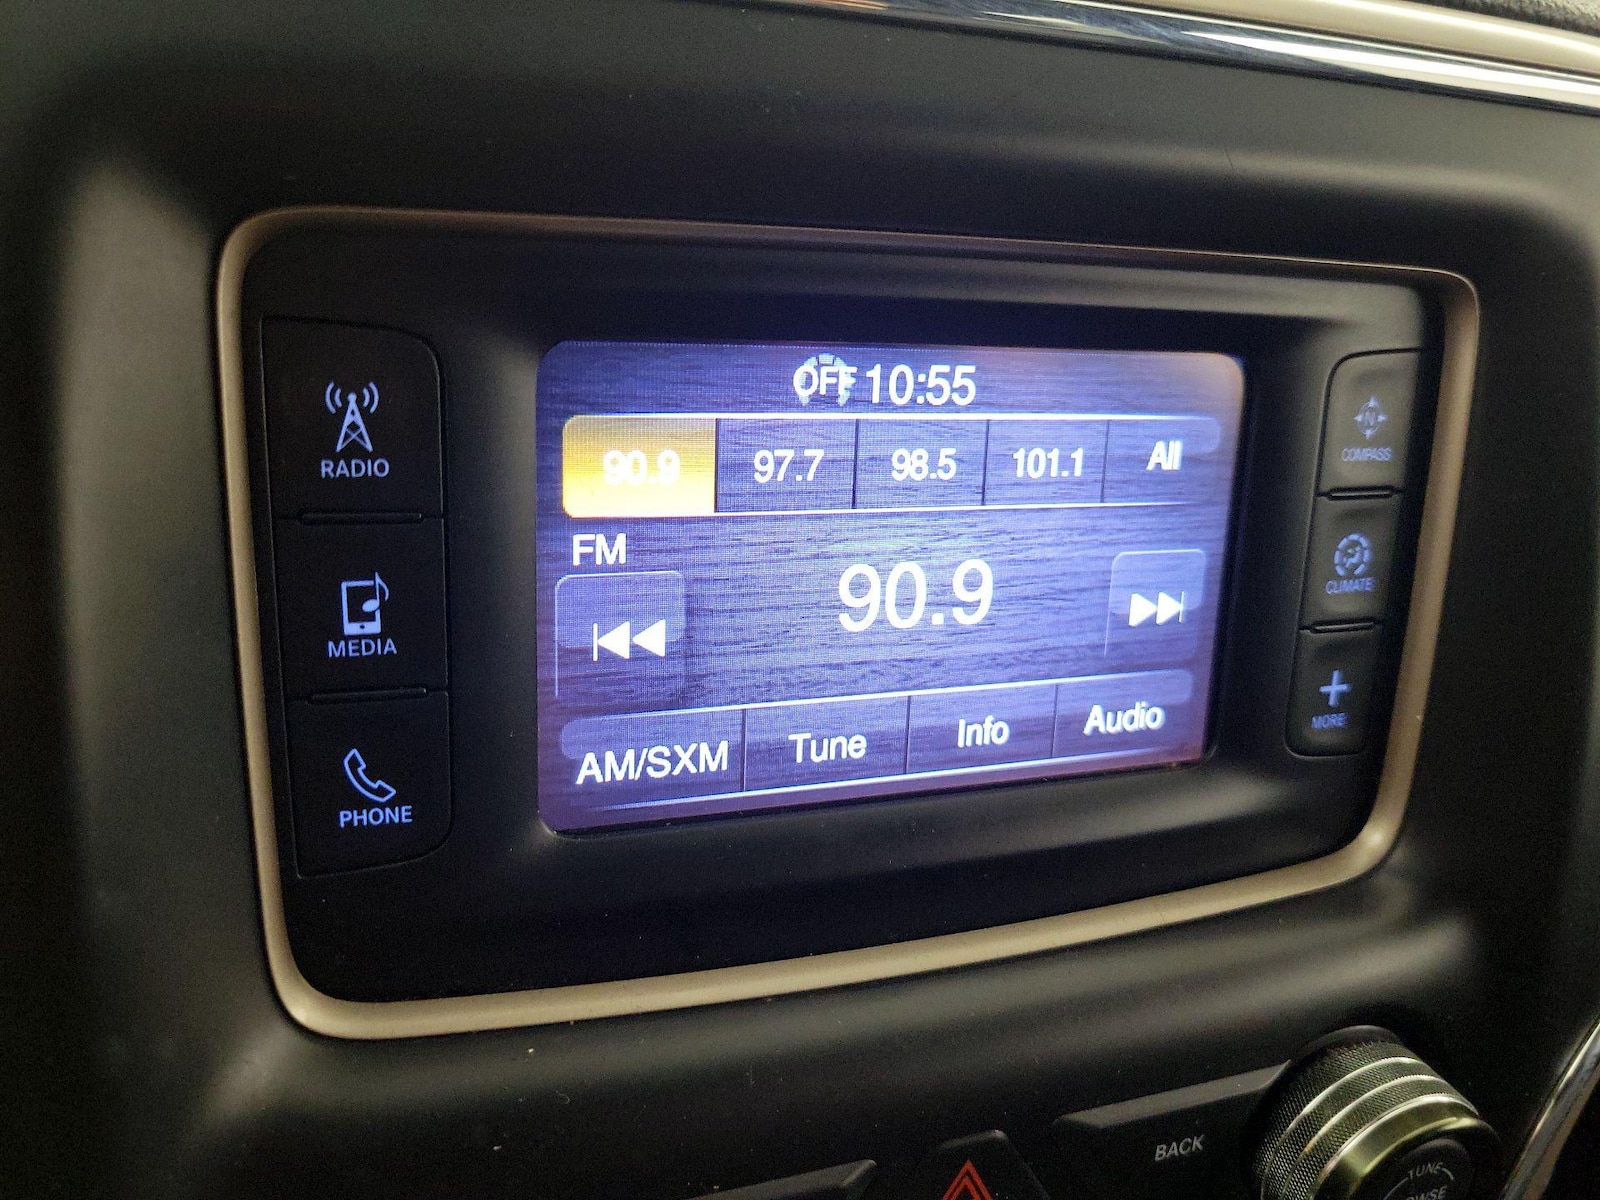 OFF 10:55
90.9 97.7 98.5 101.1 All
FM
90.9
AM/SXM Tune Info Audio
RADIO
MEDIA
PHONE
N
COMPASS
CLIMATE
MORE
BACK
TUNE